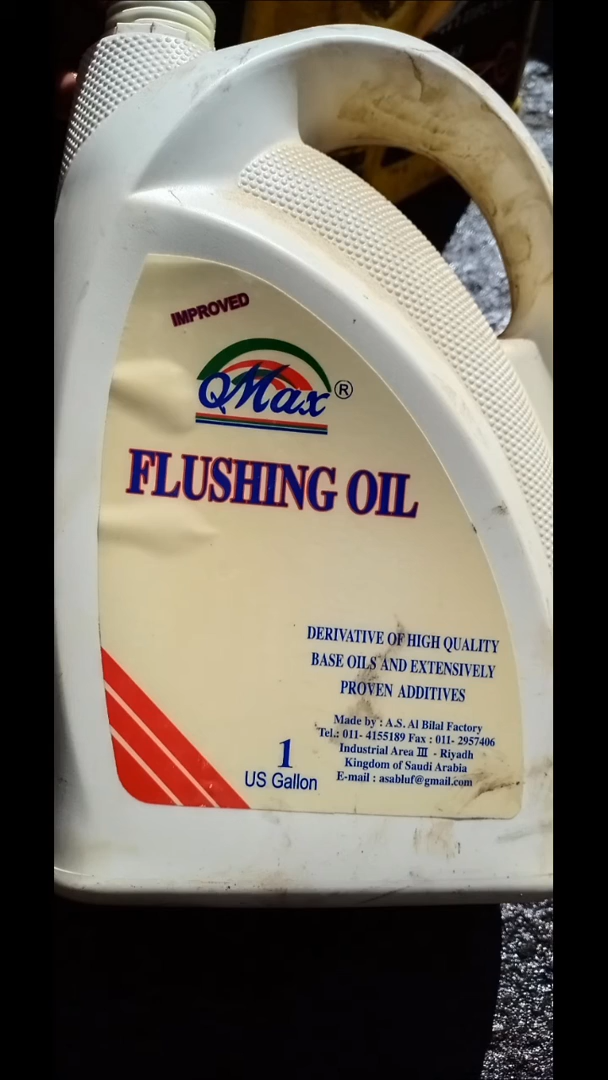 IMPROVED
QMax ®
FLUSHING OIL
DERIVATIVE OF HIGH QUALITY
BASE OILS AND EXTENSIVELY
PROVEN ADDITIVES
Made by : A.S. Al Bilal Factory
Tel.: 011- 4155189 Fax : 011- 2957406
Industrial Area III - Riyadh
Kingdom of Saudi Arabia
E-mail : asabluf@gmail.com
1
US Gallon